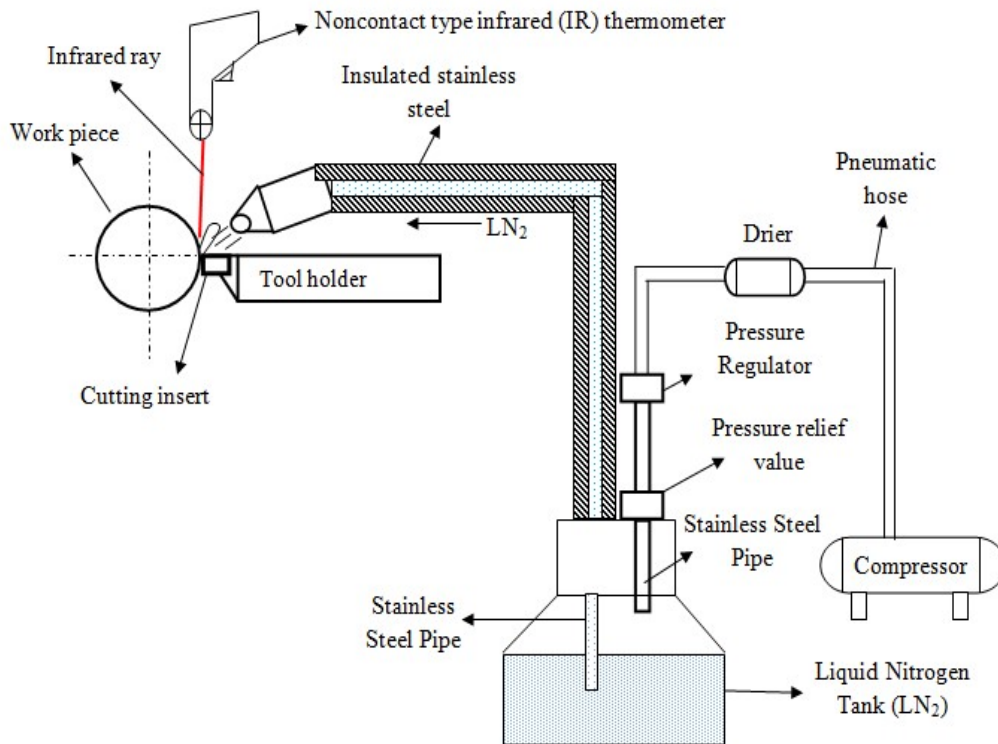 Noncontact type infrared (IR) thermometer
Infrared ray
Insulated stainless
steel
Work piece
Pneumatic
hose
LN₂
Drier
Tool holder
Pressure
Regulator
Cutting insert
Pressure relief
value
Stainless Steel
Pipe
Compressor
Stainless
Steel Pipe
Liquid Nitrogen
Tank (LN₂)